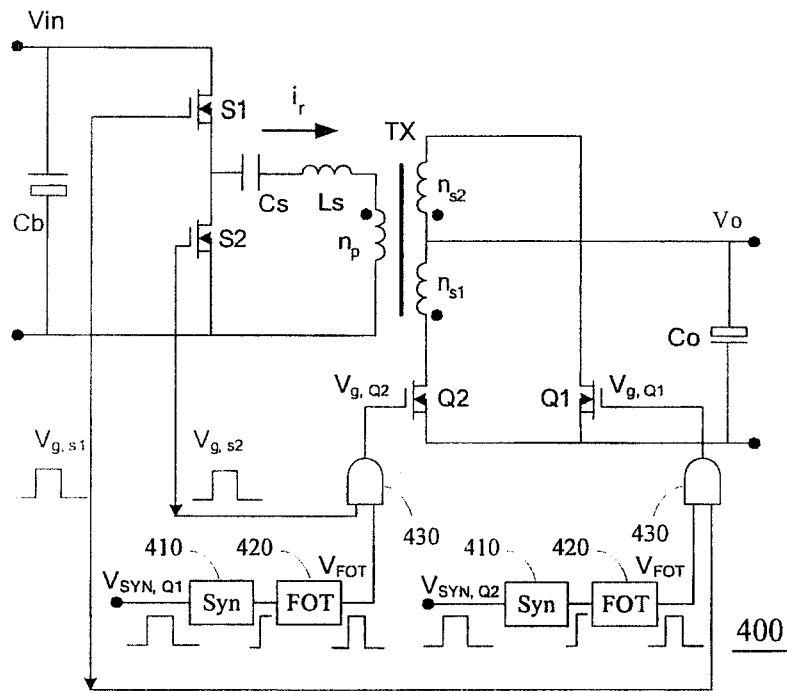 Vin
S1
i_r
TX
n_s2
Cs
Ls
Cb
S2
n_p
Vo
n_s1
Co
V_g, Q2
Q2
Q1
V_g, Q1
V_g, s1
V_g, s2
430
430
410
420
V_FOT
410
420
V_FOT
V_SYN, Q1
Syn
FOT
V_SYN, Q2
Syn
FOT
400